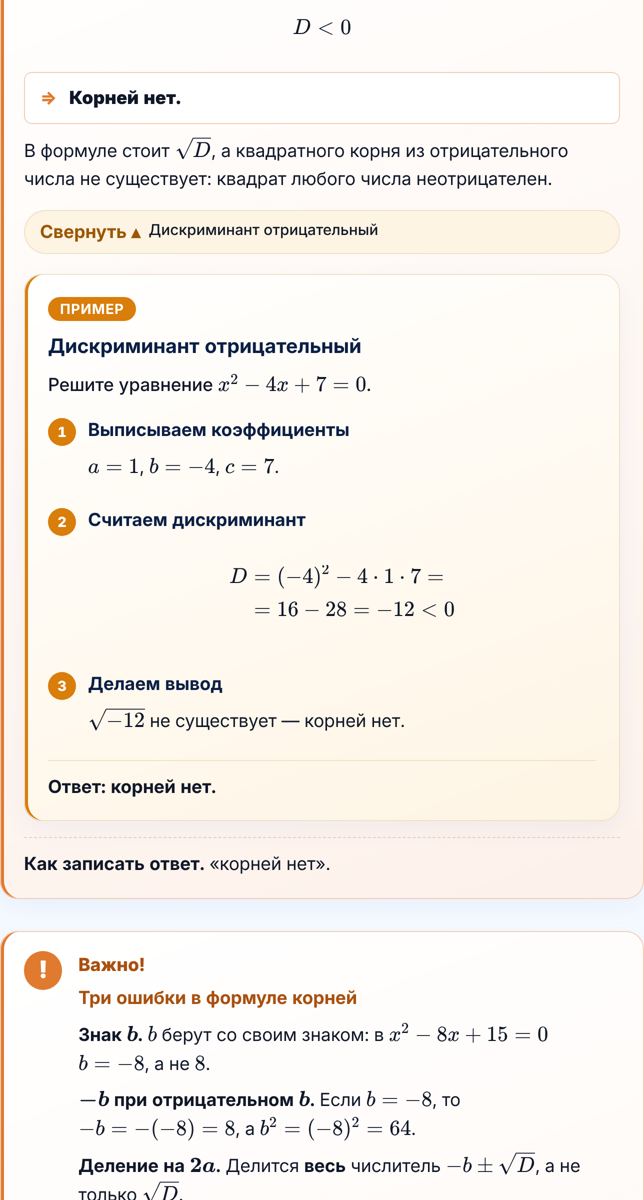 D < 0
⇒ Корней нет.
В формуле стоит √D, а квадратного корня из отрицательного
числа не существует: квадрат любого числа неотрицателен.
Свернуть ▲ Дискриминант отрицательный
ПРИМЕР
Дискриминант отрицательный
Решите уравнение x² − 4x + 7 = 0.
1 Выписываем коэффициенты
a = 1, b = −4, c = 7.
2 Считаем дискриминант
D = (−4)² − 4 · 1 · 7 =
= 16 − 28 = −12 < 0
3 Делаем вывод
√−12 не существует — корней нет.
Ответ: корней нет.
Как записать ответ. «корней нет».
! Важно!
Три ошибки в формуле корней
Знак b. b берут со своим знаком: в x² − 8x + 15 = 0
b = −8, а не 8.
−b при отрицательном b. Если b = −8, то
−b = −(−8) = 8, а b² = (−8)² = 64.
Деление на 2a. Делится весь числитель −b ± √D, а не
только √D.